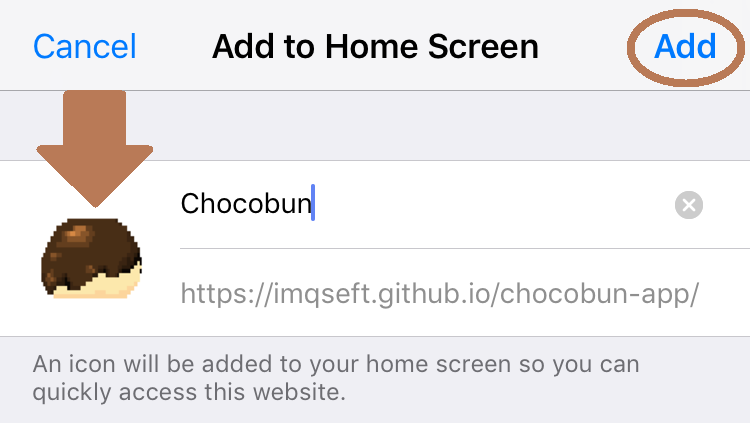 Cancel Add to Home Screen Add
Chocobun
https://imqseft.github.io/chocobun-app/
An icon will be added to your home screen so you can
quickly access this website.